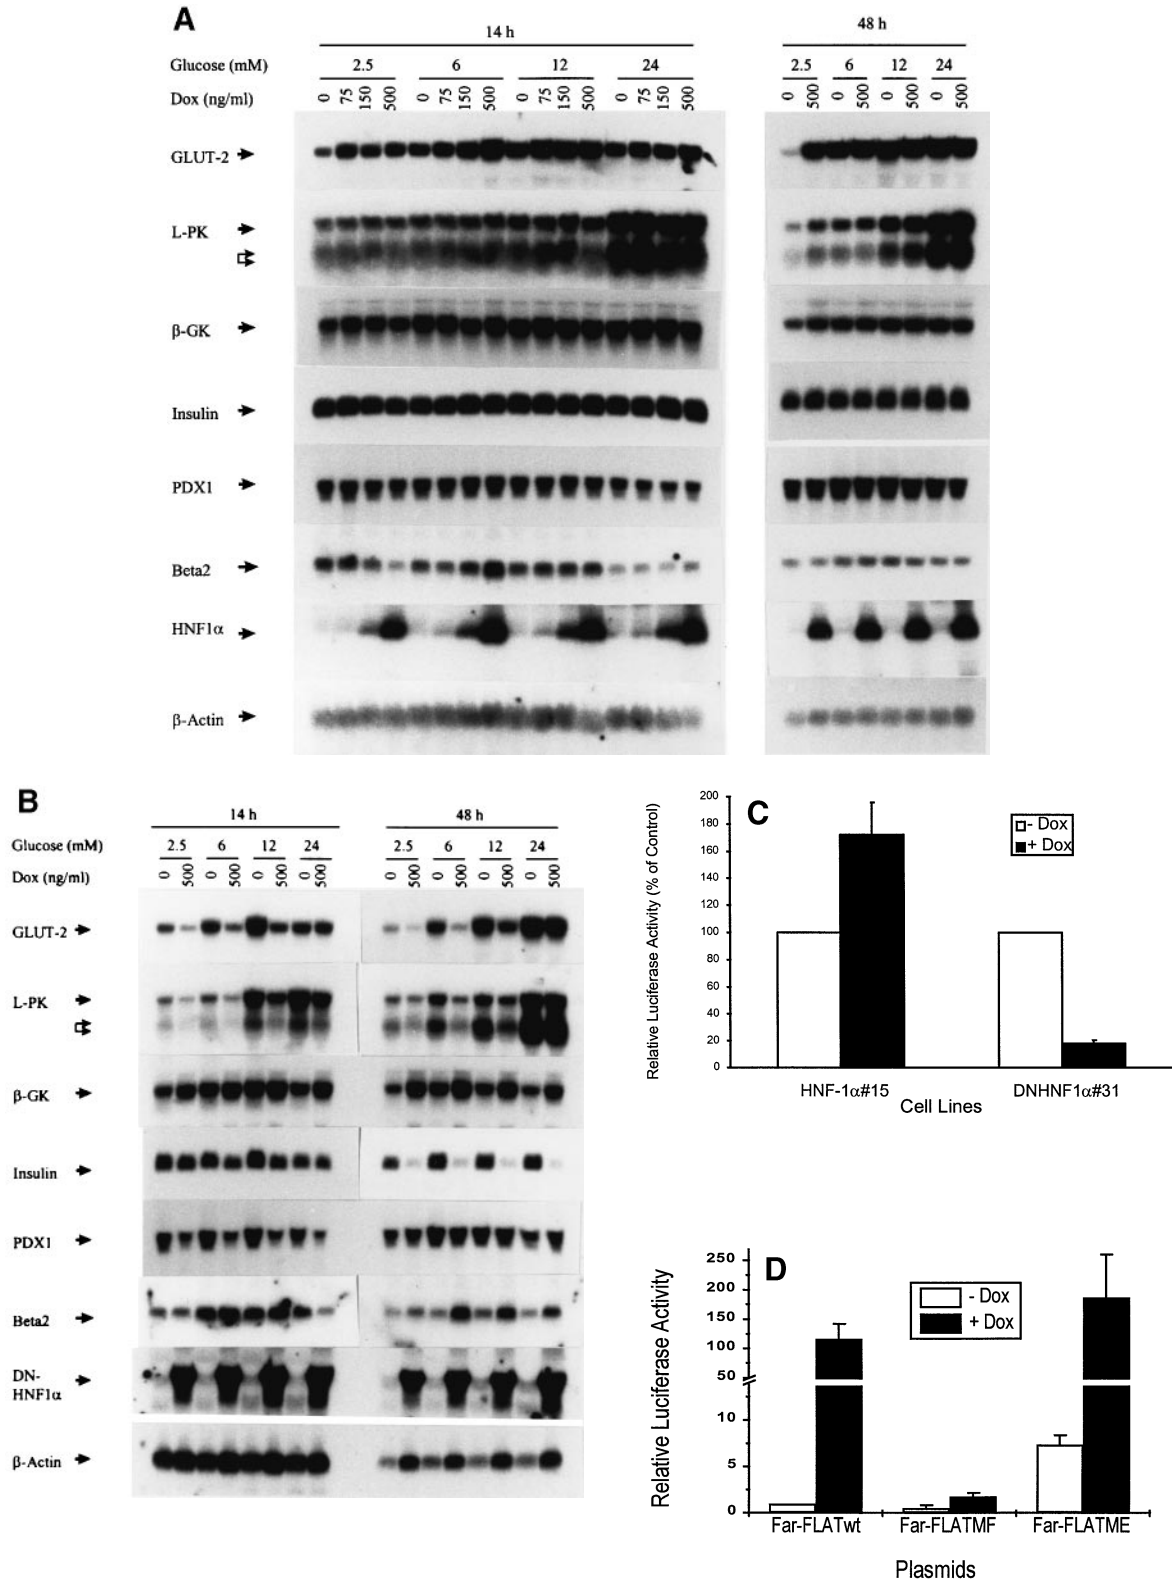 A
14 h
48 h
Glucose (mM)
2.5 6 12 24
2.5 6 12 24
Dox (ng/ml)
0 75 150 500 0 75 150 500 0 75 150 500 0 75 150 500
0 500 0 500 0 500 0 500
GLUT-2
L-PK
β-GK
Insulin
PDX1
Beta2
HNF1α
β-Actin
B
14 h
48 h
Glucose (mM)
2.5 6 12 24
2.5 6 12 24
Dox (ng/ml)
0 500 0 500 0 500 0 500
0 500 0 500 0 500 0 500
GLUT-2
L-PK
β-GK
Insulin
PDX1
Beta2
DN-
HNF1α
β-Actin
C
Relative Luciferase Activity (% of Control)
200
180
160
140
120
100
80
60
40
20
0
- Dox
+ Dox
HNF-1α#15 DNHNF1α#31
Cell Lines
D
Relative Luciferase Activity
250
200
150
100
50
10
5
0
- Dox
+ Dox
Far-FLATwt Far-FLATMF Far-FLATME
Plasmids